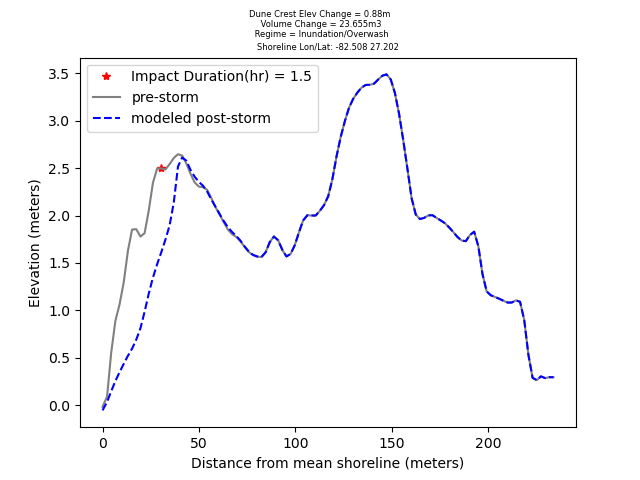 Dune Crest Elev Change = 0.88m
Volume Change = 23.655m3
Regime = Inundation/Overwash
Shoreline Lon/Lat: -82.508 27.202
Impact Duration(hr) = 1.5
pre-storm
modeled post-storm
Elevation (meters)
3.5
3.0
2.5
2.0
1.5
1.0
0.5
0.0
0 50 100 150 200
Distance from mean shoreline (meters)